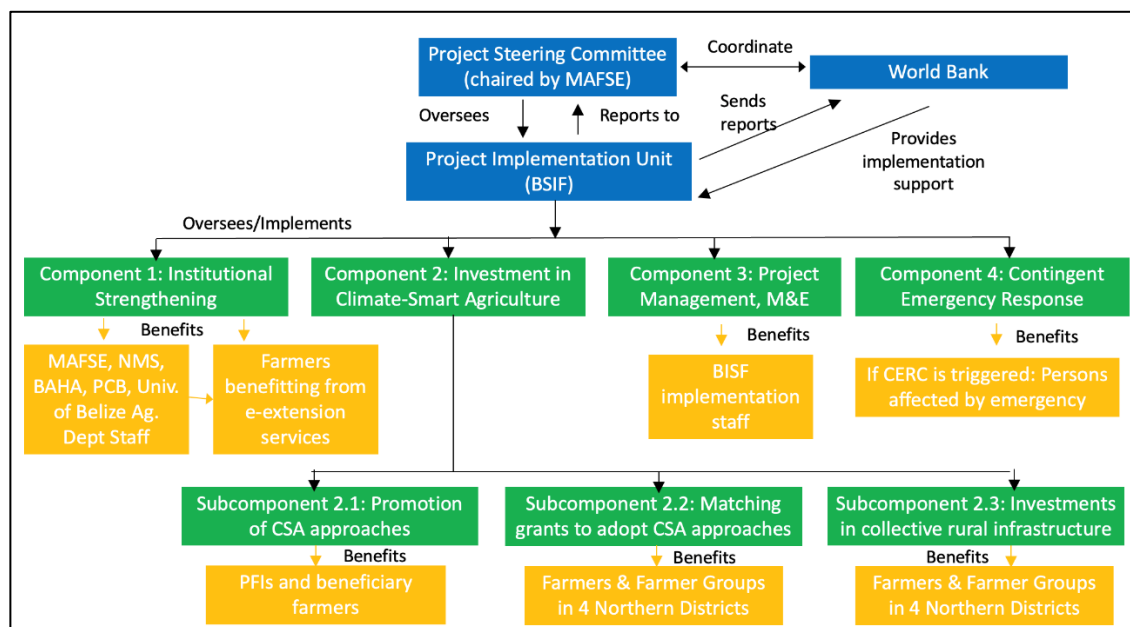 Project Steering Committee
(chaired by MAFSE)
Coordinate
World Bank
Oversees
Reports to
Sends
reports
Provides
implementation
support
Project Implementation Unit
(BSIF)
Oversees/Implements
Component 1: Institutional
Strengthening
Component 2: Investment in
Climate-Smart Agriculture
Component 3: Project
Management, M&E
Component 4: Contingent
Emergency Response
Benefits
MAFSE, NMS,
BAHA, PCB, Univ.
of Belize Ag.
Dept Staff
Farmers
benefitting from
e-extension
services
Benefits
BISF
implementation
staff
Benefits
If CERC is triggered: Persons
affected by emergency
Subcomponent 2.1: Promotion
of CSA approaches
Subcomponent 2.2: Matching
grants to adopt CSA approaches
Subcomponent 2.3: Investments
in collective rural infrastructure
Benefits
PFIs and beneficiary
farmers
Benefits
Farmers & Farmer Groups
in 4 Northern Districts
Benefits
Farmers & Farmer Groups
in 4 Northern Districts